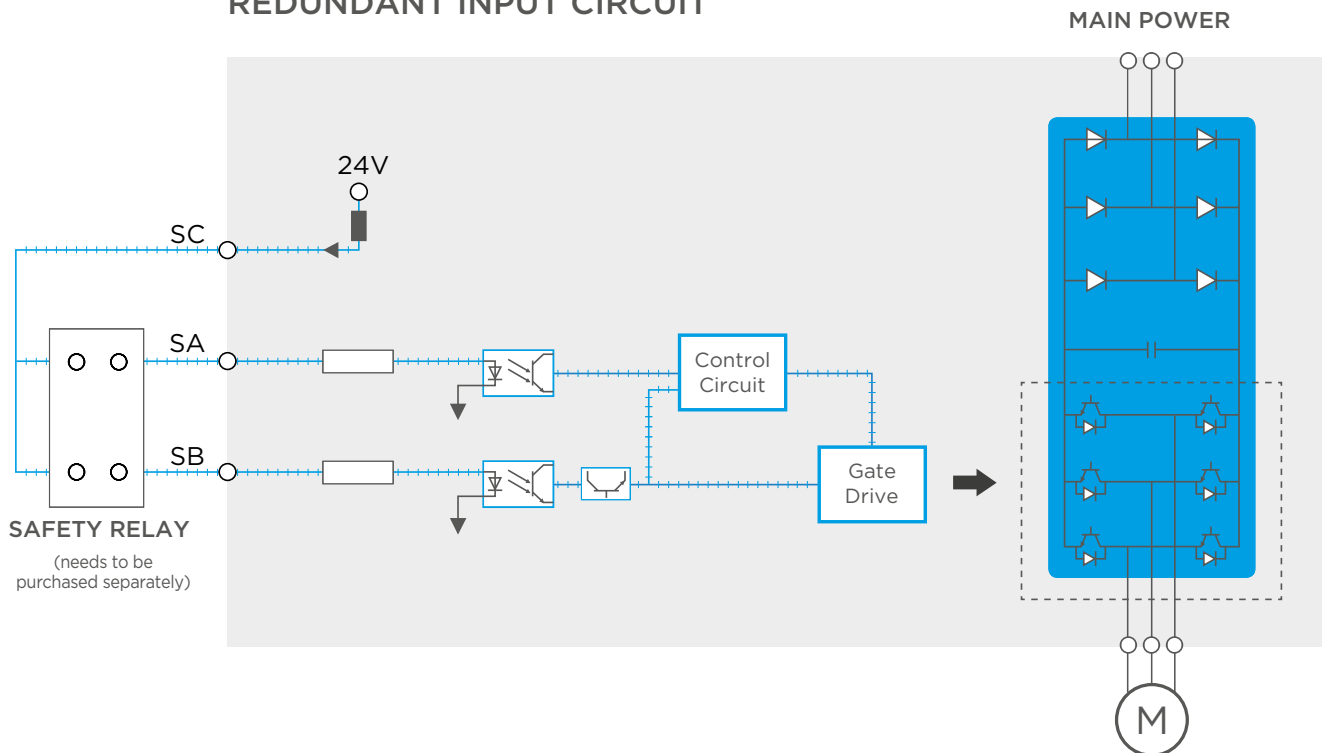 REDUNDANT INPUT CIRCUIT
MAIN POWER
24V
SC
SA
Control
Circuit
SB
Gate
Drive
SAFETY RELAY
(needs to be
purchased separately)
M